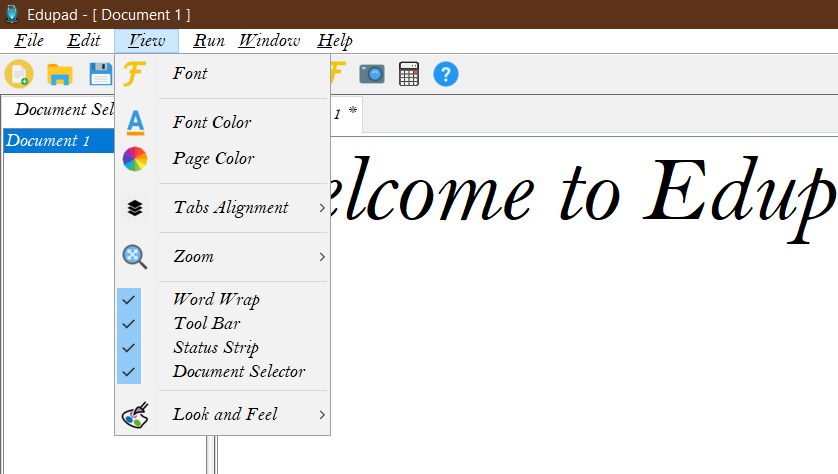 Edupad - [ Document 1 ]
File Edit View Run Window Help
Font
Document Sel
1 *
Document 1
Font Color
Page Color
elcome to Edup
Tabs Alignment
Zoom
Word Wrap
Tool Bar
Status Strip
Document Selector
Look and Feel